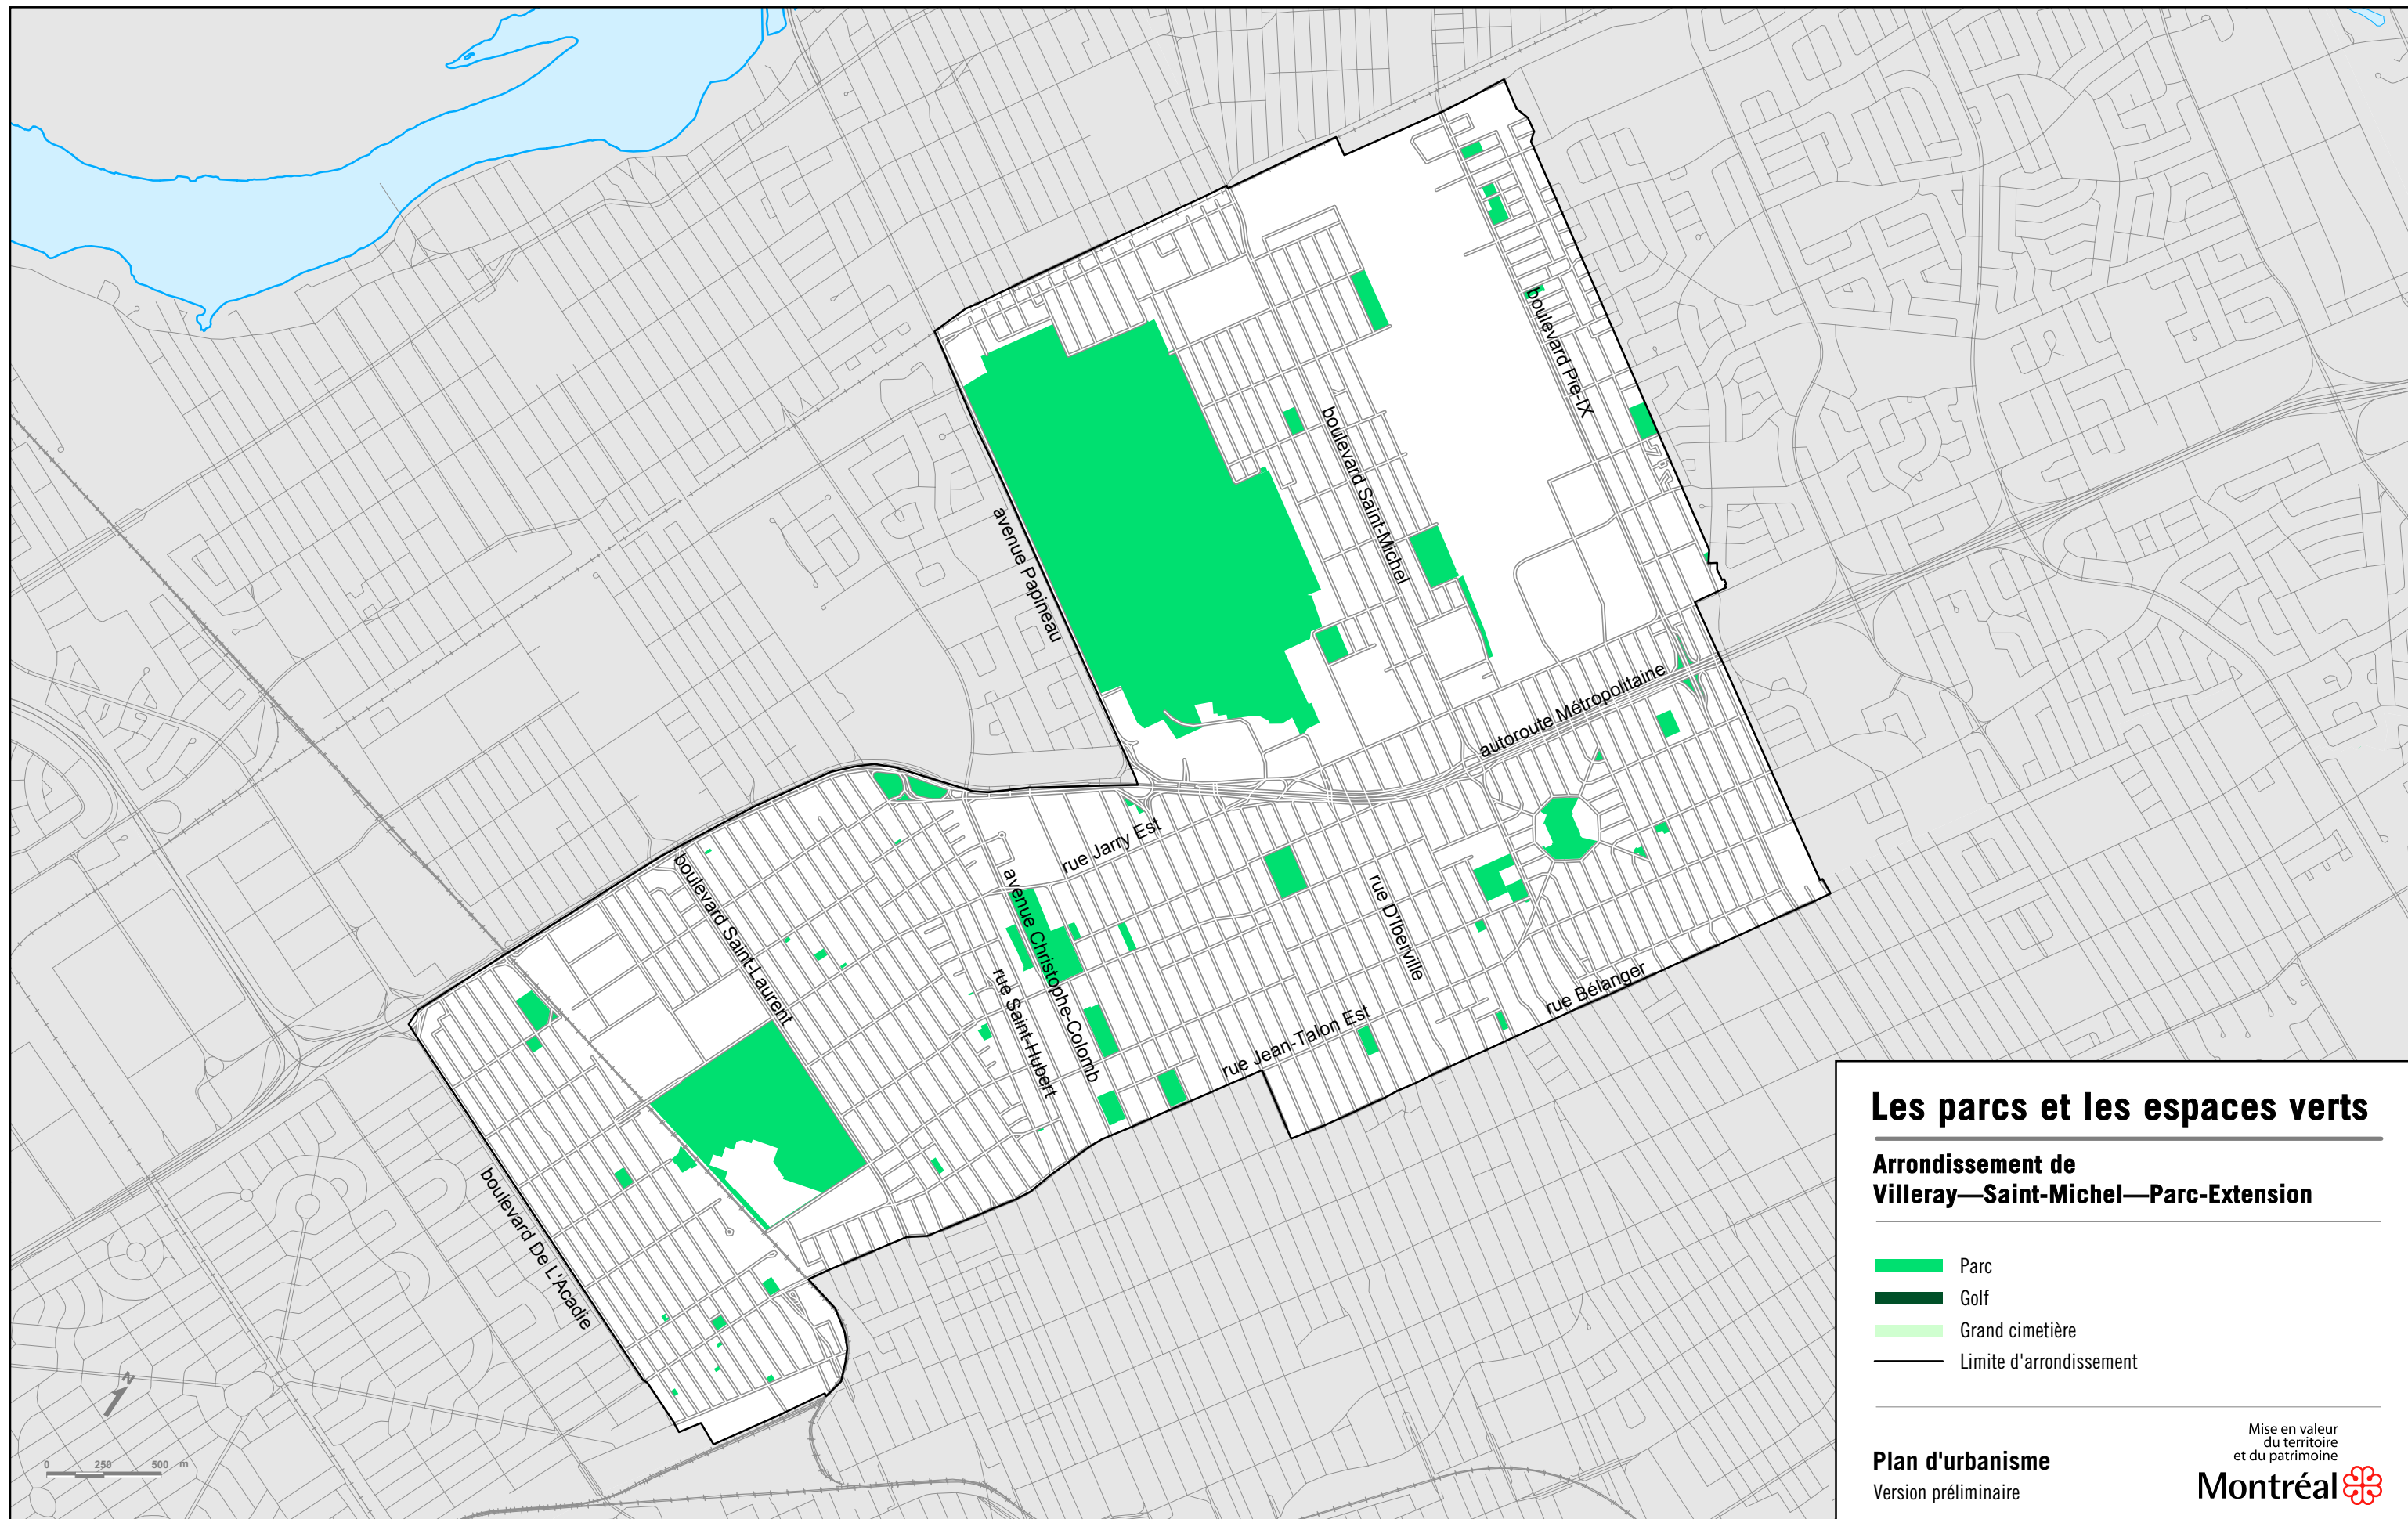 boulevard Pie-IX
boulevard Saint-Michel
avenue Papineau
autoroute Métropolitaine
rue Jarry Est
boulevard Saint-Laurent
avenue Christophe-Colomb
rue D'Iberville
rue Saint-Hubert
rue Bélanger
rue Jean-Talon Est
boulevard De L'Acadie
N
0 250 500 m
Les parcs et les espaces verts
Arrondissement de
Villeray—Saint-Michel—Parc-Extension
Parc
Golf
Grand cimetière
Limite d'arrondissement
Plan d'urbanisme
Version préliminaire
Mise en valeur
du territoire
et du patrimoine
Montréal